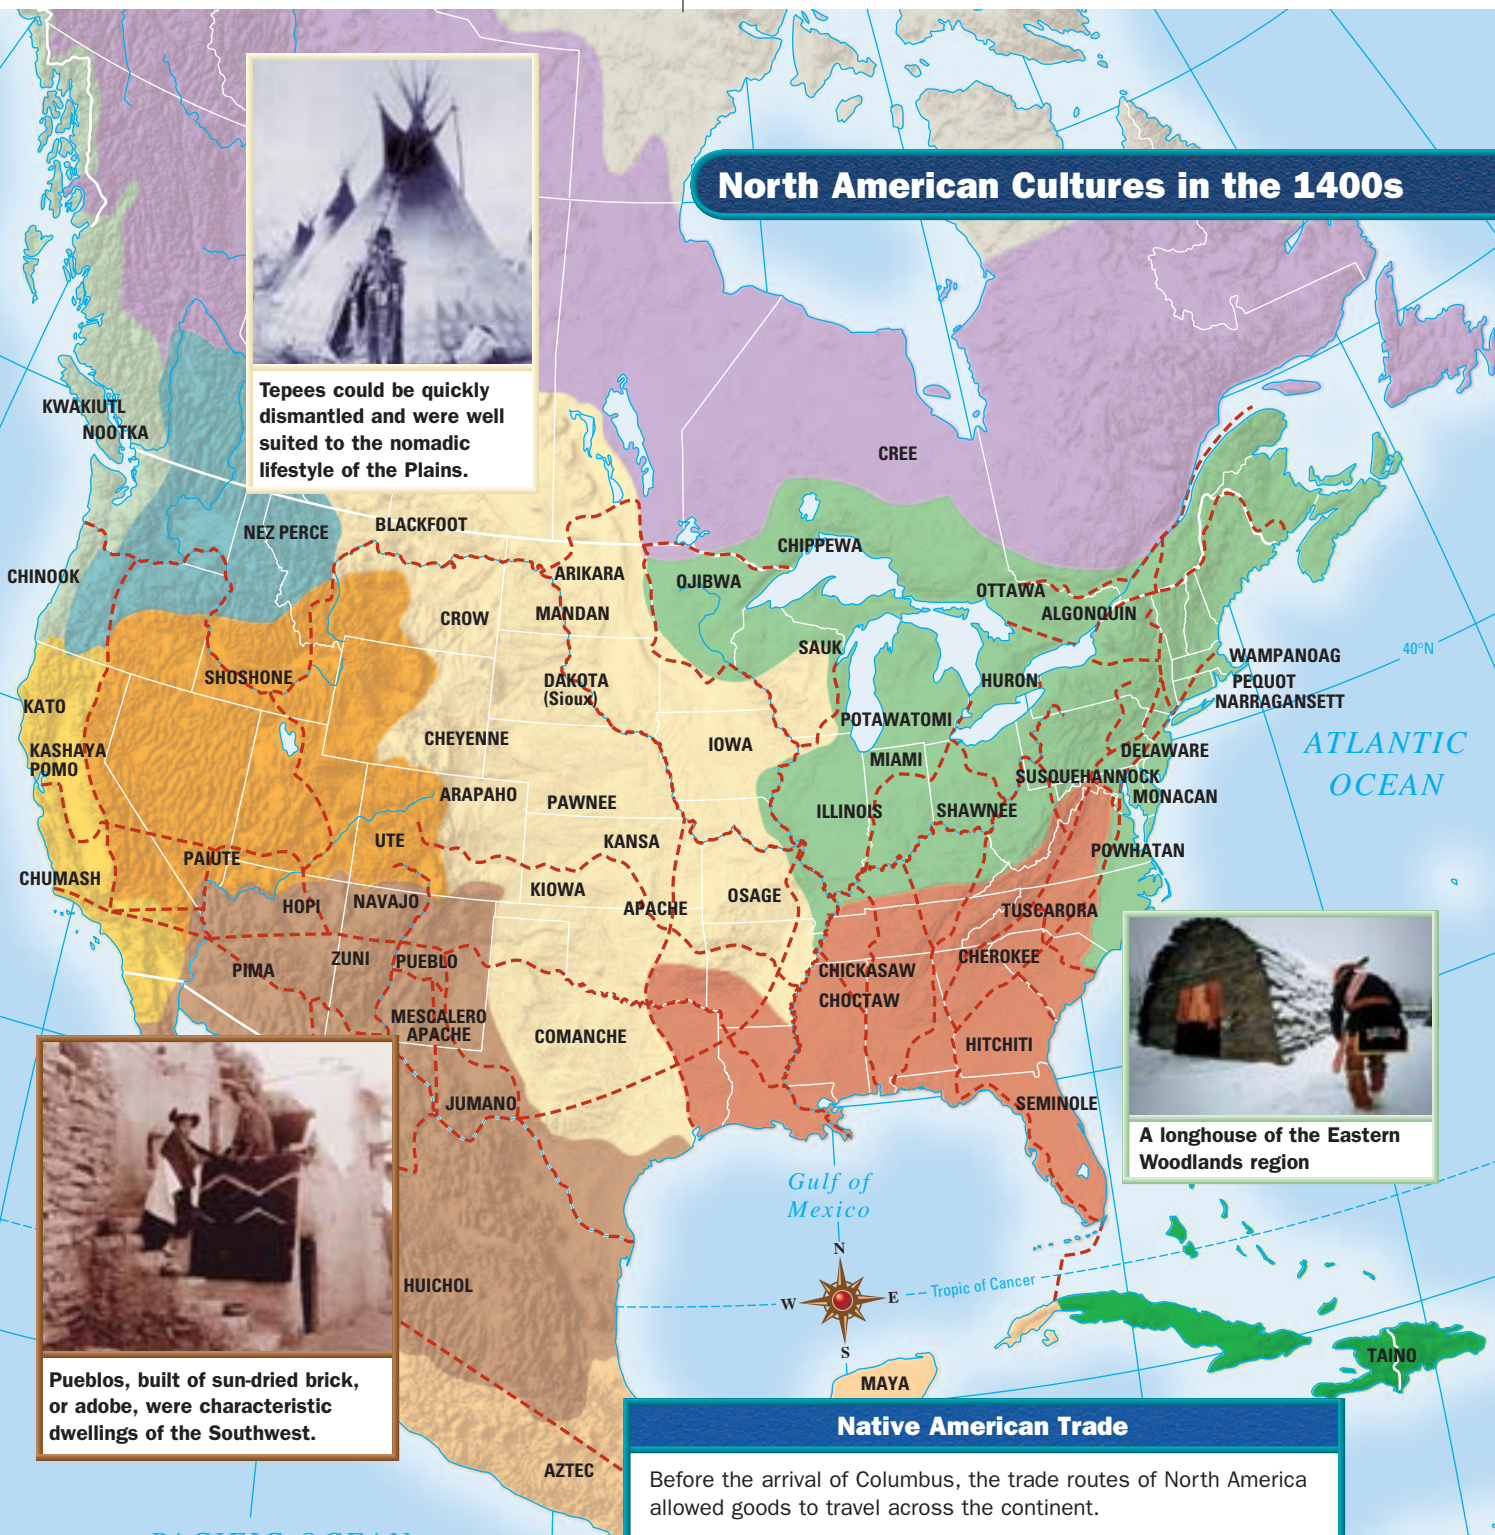 North American Cultures in the 1400s
Tepees could be quickly
dismantled and were well
suited to the nomadic
lifestyle of the Plains.
KWAKIUTL
NOOTKA
CREE
NEZ PERCE
BLACKFOOT
CHIPPEWA
CHINOOK
ARIKARA
OJIBWA
OTTAWA
CROW
MANDAN
ALGONQUIN
SAUK
WAMPANOAG
40°N
SHOSHONE
DAKOTA
(Sioux)
HURON
PEQUOT
NARRAGANSETT
KATO
POTAWATOMI
CHEYENNE
IOWA
KASHAYA
POMO
MIAMI
DELAWARE
ATLANTIC
OCEAN
SUSQUEHANNOCK
ARAPAHO
PAWNEE
ILLINOIS
SHAWNEE
MONACAN
UTE
KANSA
PAIUTE
POWHATAN
CHUMASH
KIOWA
OSAGE
HOPI
NAVAJO
APACHE
TUSCARORA
ZUNI
PUEBLO
PIMA
CHICKASAW
CHEROKEE
CHOCTAW
MESCALERO
APACHE
COMANCHE
HITCHITI
JUMANO
SEMINOLE
A longhouse of the Eastern
Woodlands region
Gulf of
Mexico
N
W
E
S
Tropic of Cancer
HUICHOL
TAINO
MAYA
Pueblos, built of sun-dried brick,
or adobe, were characteristic
dwellings of the Southwest.
AZTEC
Native American Trade
Before the arrival of Columbus, the trade routes of North America
allowed goods to travel across the continent.
PACIFIC OCEAN